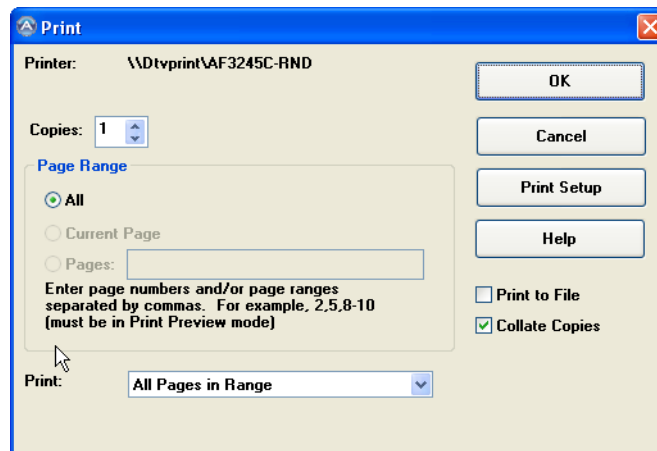 Print
Printer: \\Dtvprint\AF3245C-RND
OK
Copies: 1
Cancel
Page Range
Print Setup
All
Current Page
Help
Pages:
Enter page numbers and/or page ranges
separated by commas. For example, 2,5,8-10
(must be in Print Preview mode)
Print to File
Collate Copies
Print: All Pages in Range